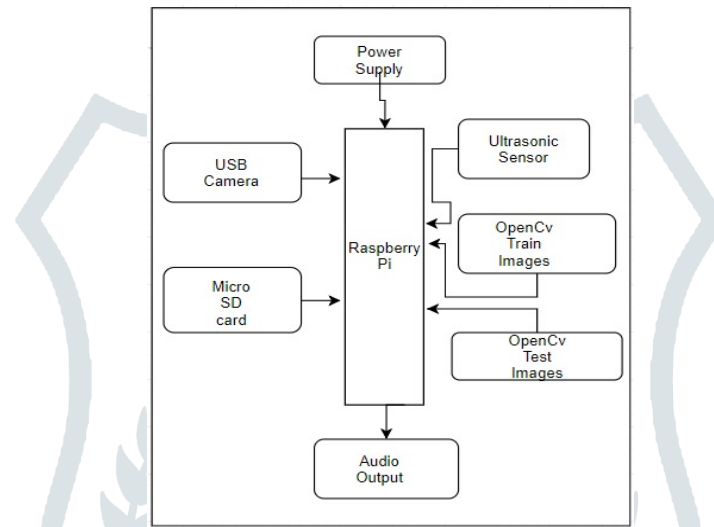 Power
Supply
USB
Camera
Ultrasonic
Sensor
Raspberry
Pi
OpenCv
Train
Images
Micro
SD
card
OpenCv
Test
Images
Audio
Output